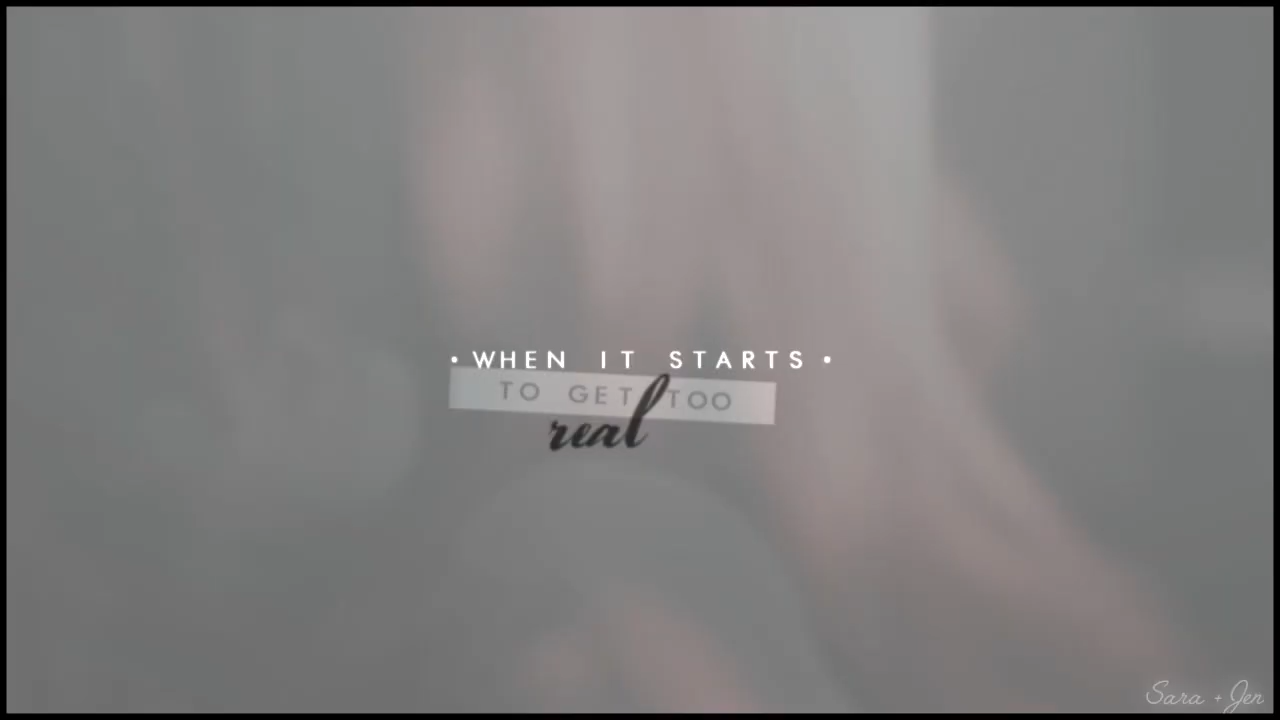 • WHEN IT STARTS •
TO GET TOO
real
Sara + Jen